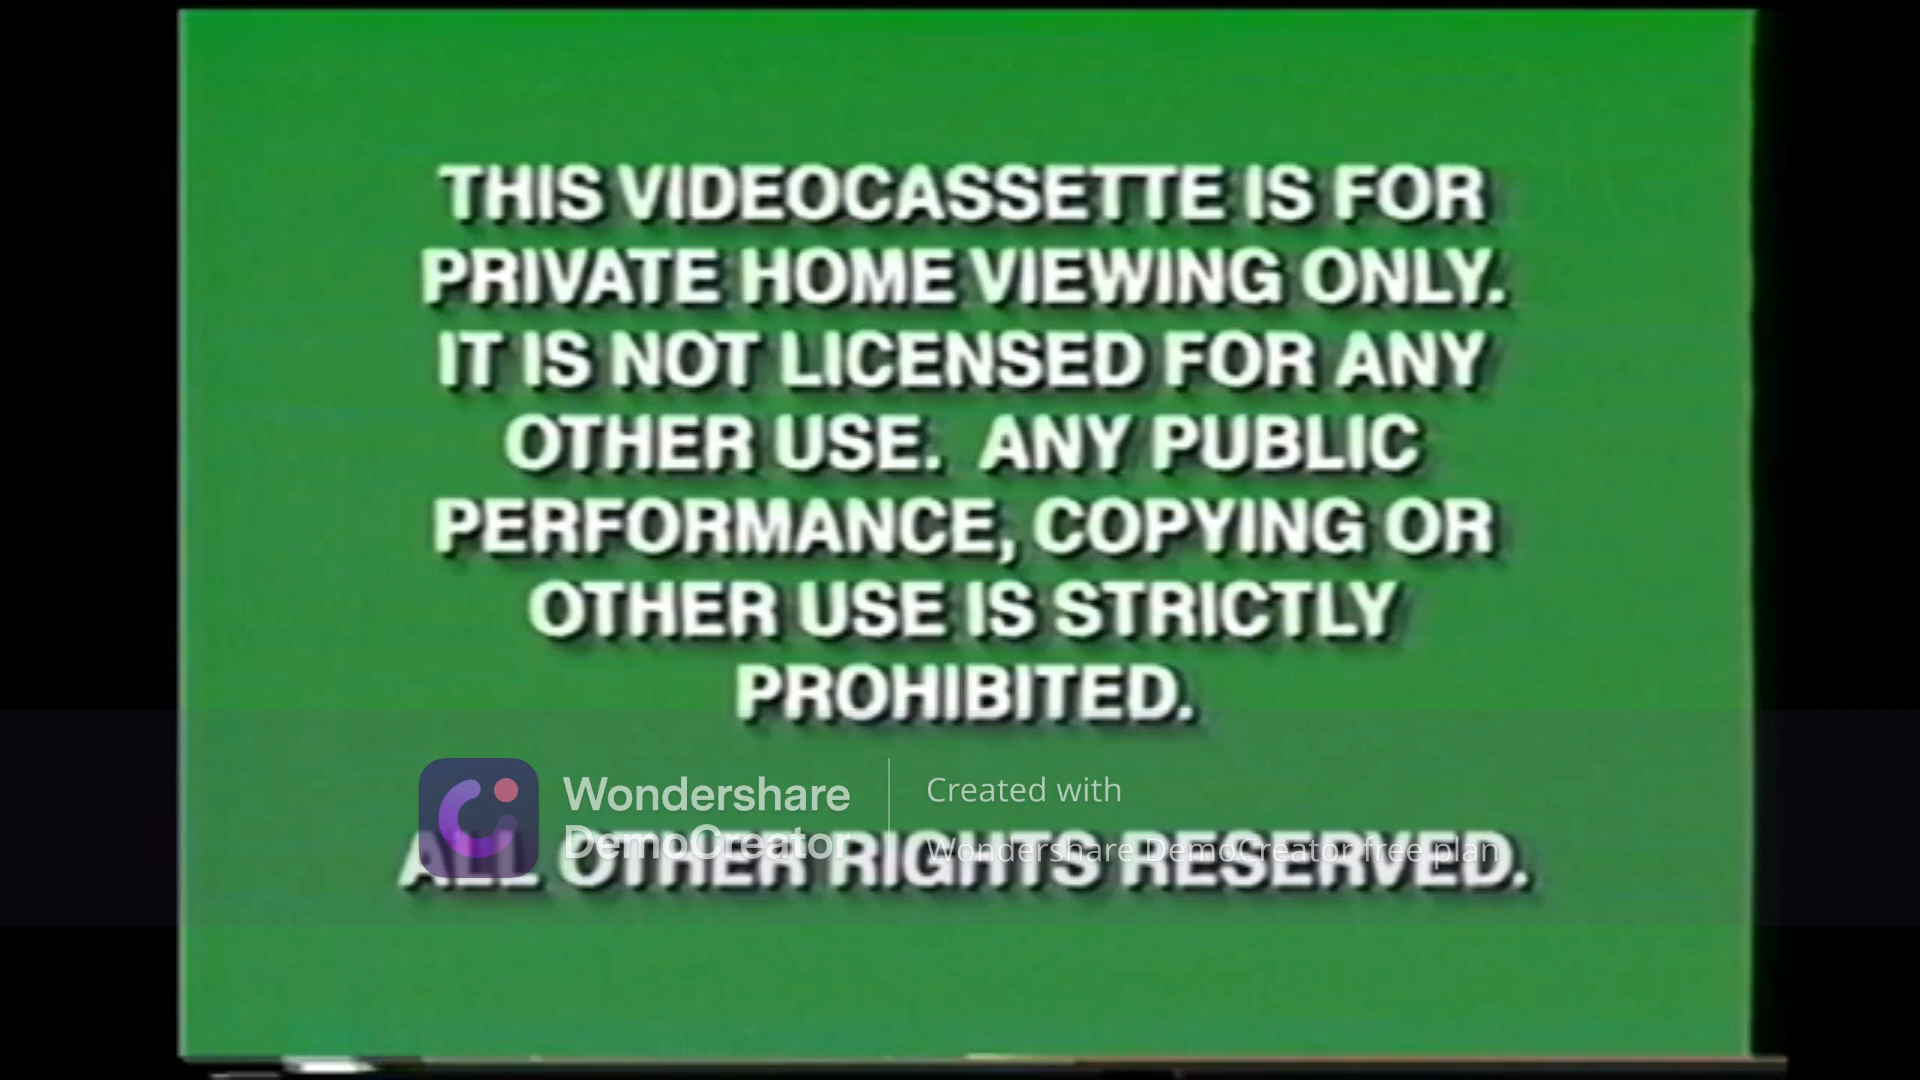 THIS VIDEOCASSETTE IS FOR
PRIVATE HOME VIEWING ONLY.
IT IS NOT LICENSED FOR ANY
OTHER USE. ANY PUBLIC
PERFORMANCE, COPYING OR
OTHER USE IS STRICTLY
PROHIBITED.
Wondershare
DemoCreator
Created with
Wondershare DemoCreator free plan
ALL OTHER RIGHTS RESERVED.